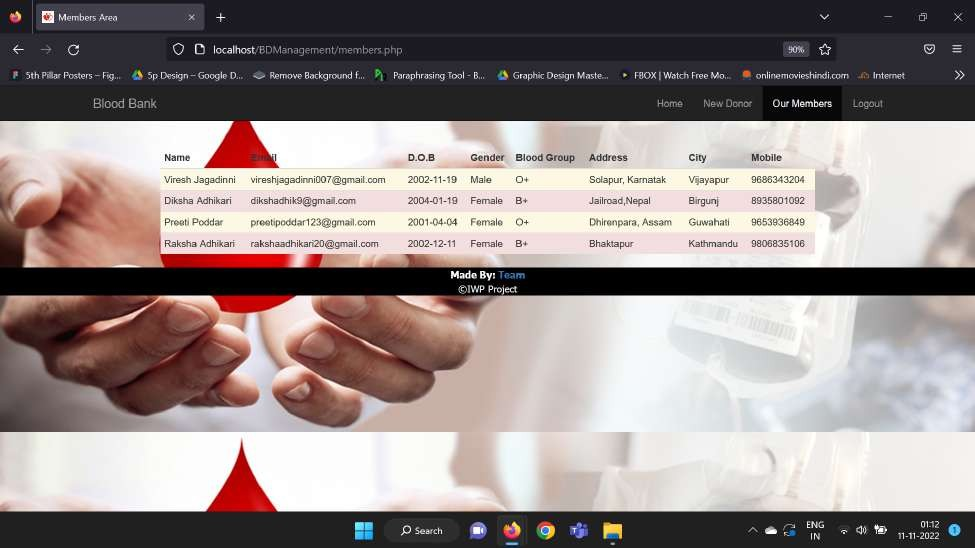 Members Area
localhost/BDManagement/members.php 90%
5th Pillar Posters – Fig... 5p Design – Google D... Remove Background f... Paraphrasing Tool - B... Graphic Design Maste... FBOX | Watch Free Mo... onlinemovieshindi.com Internet
Blood Bank Home New Donor Our Members Logout
Name Email D.O.B Gender Blood Group Address City Mobile
Viresh Jagadinni vireshjagadinni007@gmail.com 2002-11-19 Male O+ Solapur, Karnatak Vijayapur 9686343204
Diksha Adhikari dikshadhik9@gmail.com 2004-01-19 Female B+ Jailroad,Nepal Birgunj 8935801092
Preeti Poddar preetipoddar123@gmail.com 2001-04-04 Female O+ Dhirenpara, Assam Guwahati 9653936849
Raksha Adhikari rakshaadhikari20@gmail.com 2002-12-11 Female B+ Bhaktapur Kathmandu 9806835106
Made By: Team
©IWP Project
Search ENG 01:12
IN 11-11-2022 1